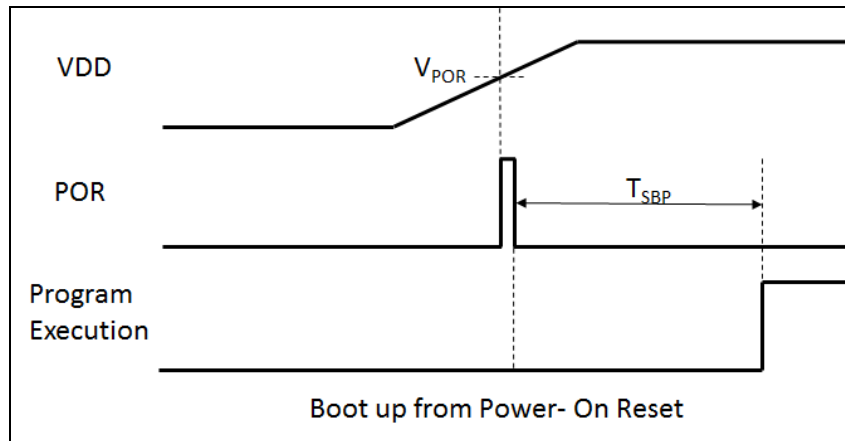 VDD
VPOR
POR
TSBP
Program
Execution
Boot up from Power- On Reset